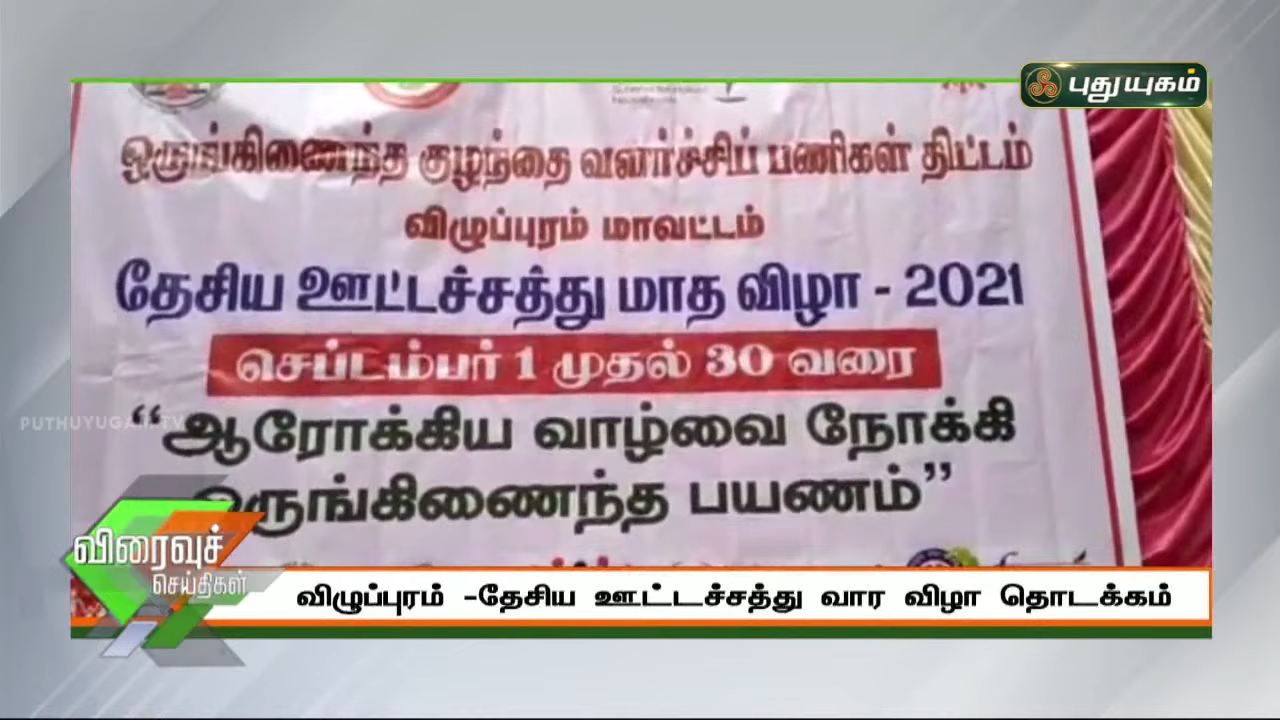 புதுயுகம்
ஒருங்கிணைந்த குழந்தை வளர்ச்சிப் பணிகள் திட்டம்
விழுப்புரம் மாவட்டம்
தேசிய ஊட்டச்சத்து மாத விழா - 2021
செப்டம்பர் 1 முதல் 30 வரை
PUTHUYUGAM TV
“ஆரோக்கிய வாழ்வை நோக்கி
ஒருங்கிணைந்த பயணம்”
விரைவுச்
செய்திகள்
விழுப்புரம் -தேசிய ஊட்டச்சத்து வார விழா தொடக்கம்